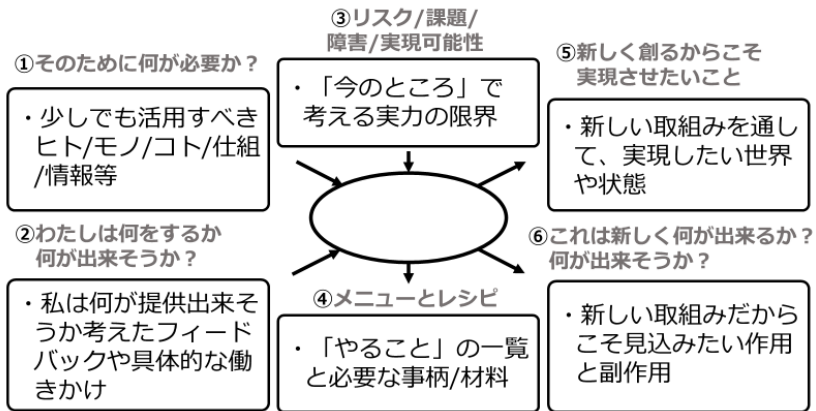 ①そのために何が必要か？
・少しでも活用すべき
ヒト/モノ/コト/仕組
/情報等
②わたしは何をするか
何が出来そうか？
・私は何が提供出来そ
うか考えたフィード
バックや具体的な働
きかけ
③リスク/課題/
障害/実現可能性
・「今のところ」で
考える実力の限界
④メニューとレシピ
・「やること」の一覧
と必要な事柄/材料
⑤新しく創るからこそ
実現させたいこと
・新しい取組みを通し
て、実現したい世界
や状態
⑥これは新しく何が出来るか？
何が出来そうか？
・新しい取組みだから
こそ見込みたい作用
と副作用